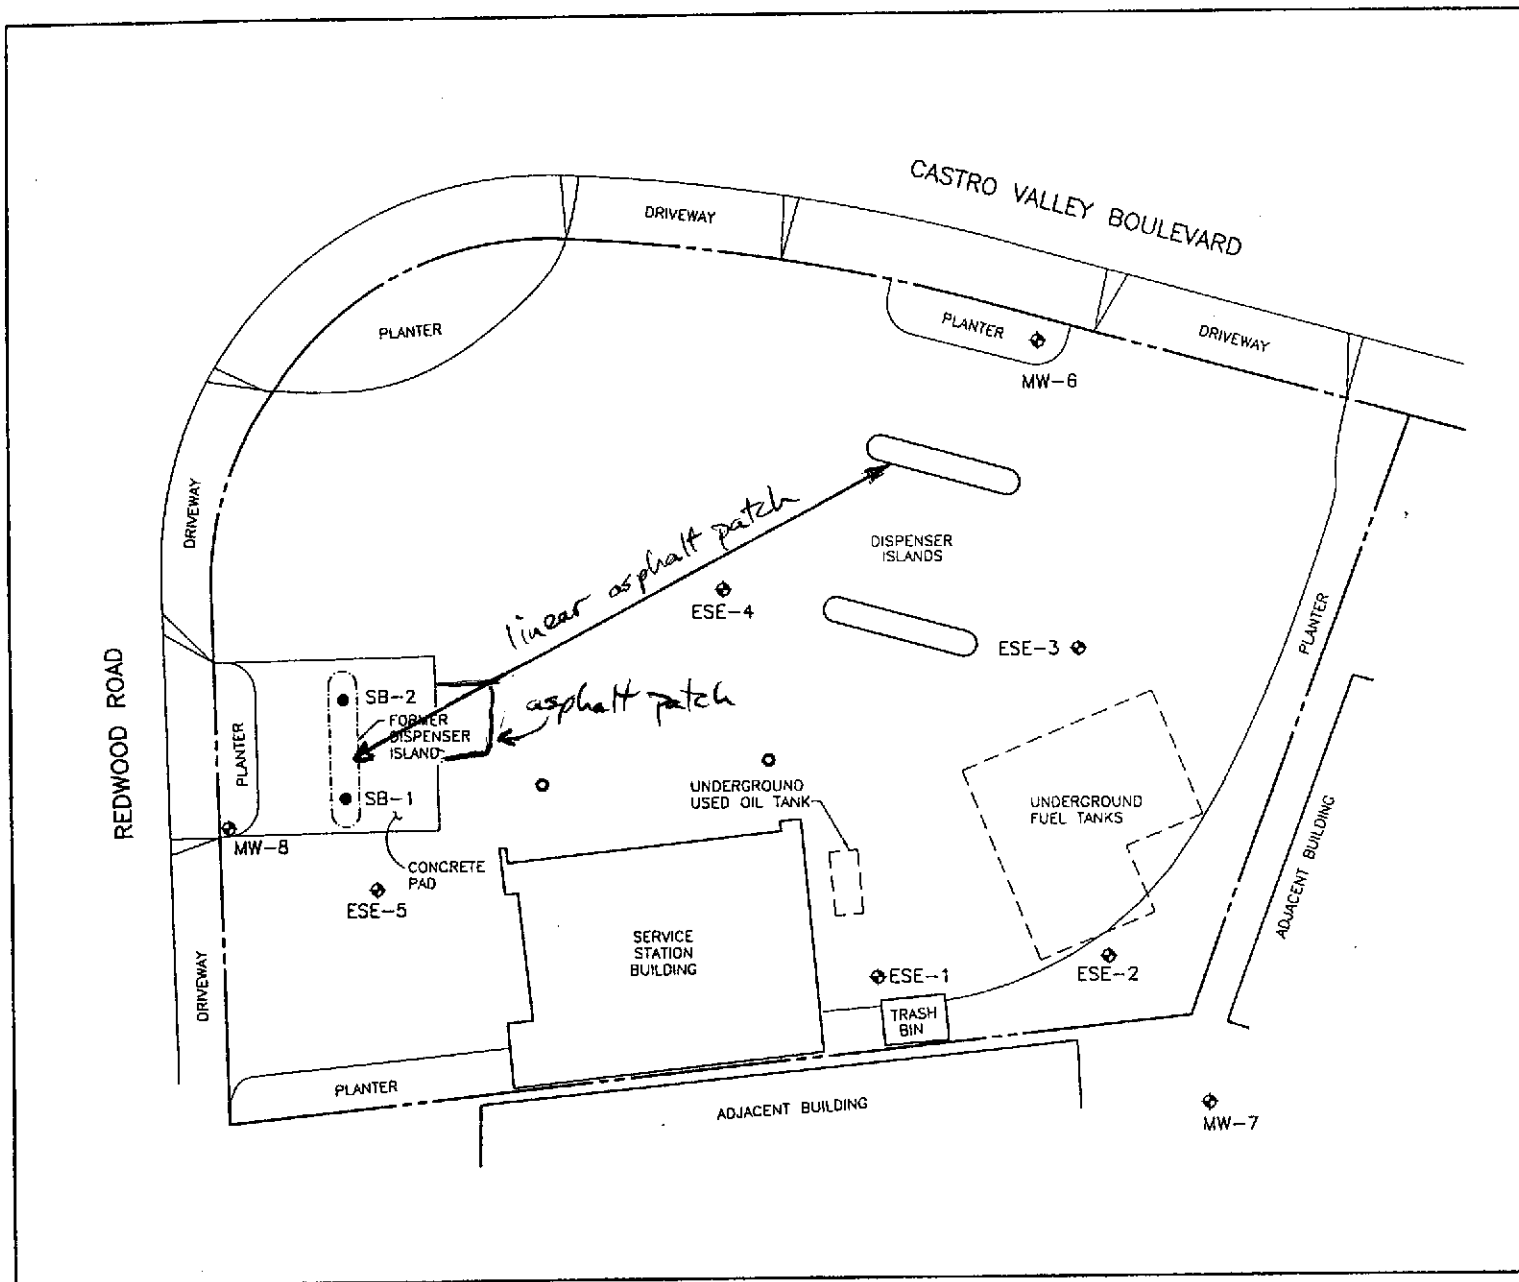 CASTRO VALLEY BOULEVARD
DRIVEWAY
PLANTER
PLANTER
DRIVEWAY
MW-6
DRIVEWAY
linear asphalt patch
DISPENSER
ISLANDS
ESE-4
ESE-3
PLANTER
REDWOOD ROAD
PLANTER
SB-2
FORMER
DISPENSER
ISLAND
asphalt patch
SB-1
MW-8
CONCRETE
PAD
ESE-5
UNDERGROUND
USED OIL TANK
UNDERGROUND
FUEL TANKS
ADJACENT BUILDING
SERVICE
STATION
BUILDING
ESE-1
ESE-2
DRIVEWAY
TRASH
BIN
PLANTER
ADJACENT BUILDING
MW-7